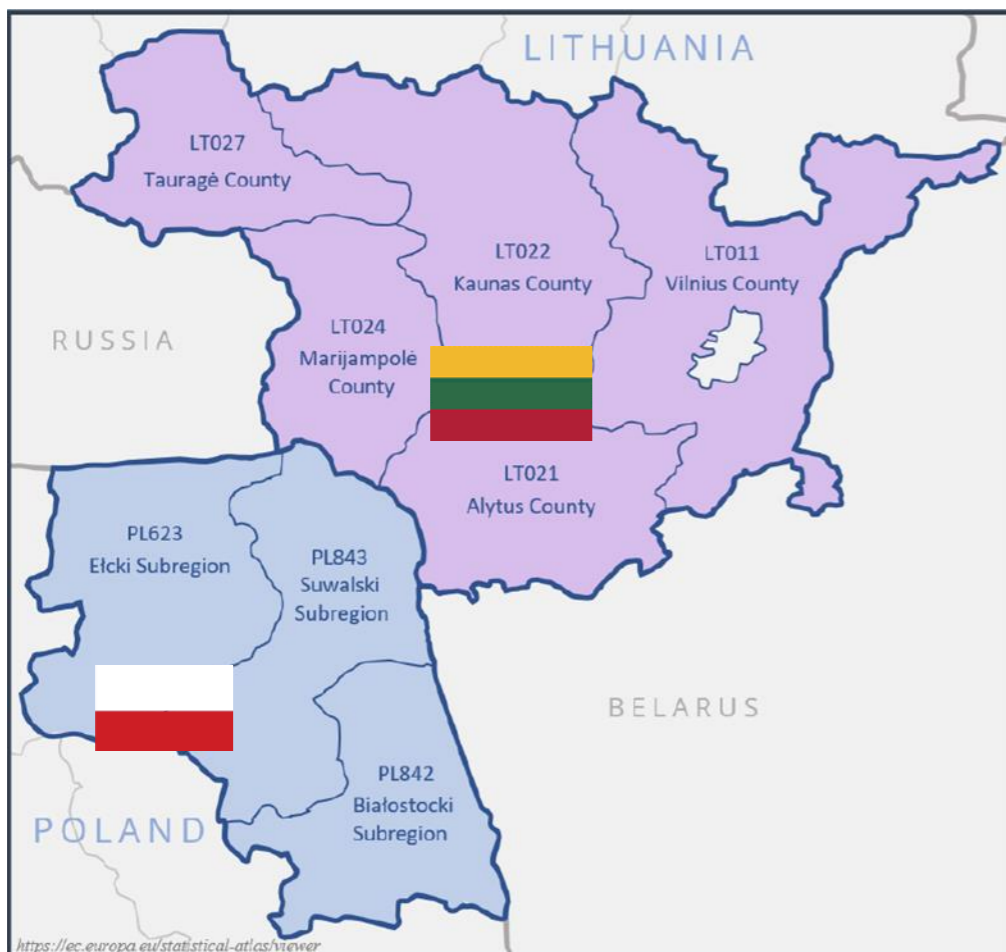 LITHUANIA
LT027
Tauragė County
LT022
Kaunas County
LT011
Vilnius County
RUSSIA
LT024
Marijampolė
County
LT021
Alytus County
PL623
Ełcki Subregion
PL843
Suwalski
Subregion
BELARUS
PL842
Białostocki
Subregion
POLAND
https://ec.europa.eu/statistical-atlas/viewer